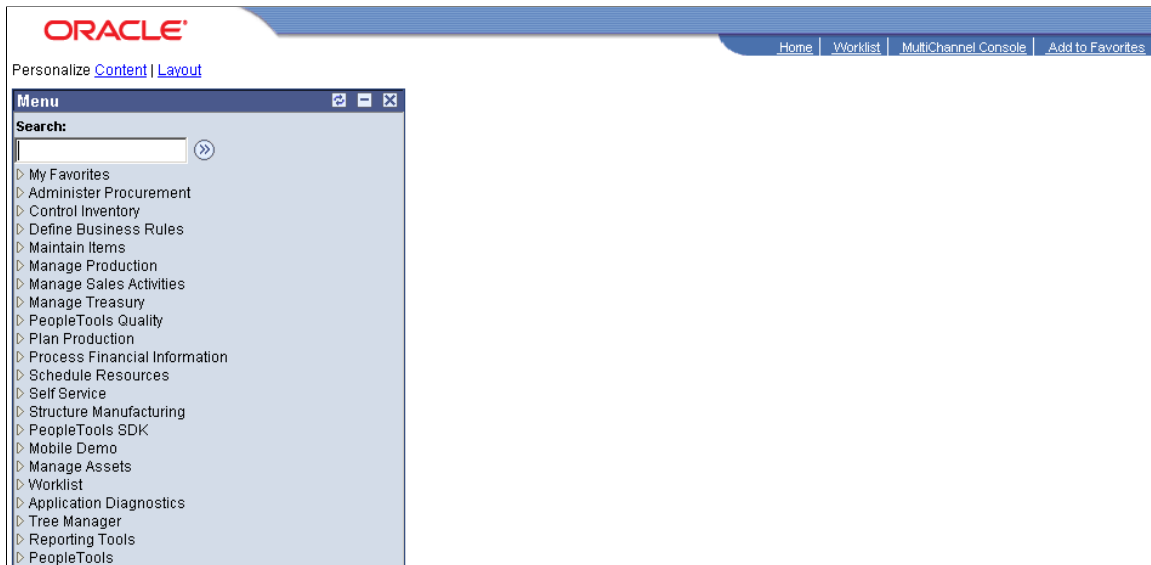 ORACLE
Home | Worklist | MultiChannel Console | Add to Favorites
Personalize Content | Layout
Menu
Search:
My Favorites
Administer Procurement
Control Inventory
Define Business Rules
Maintain Items
Manage Production
Manage Sales Activities
Manage Treasury
PeopleTools Quality
Plan Production
Process Financial Information
Schedule Resources
Self Service
Structure Manufacturing
PeopleTools SDK
Mobile Demo
Manage Assets
Worklist
Application Diagnostics
Tree Manager
Reporting Tools
PeopleTools